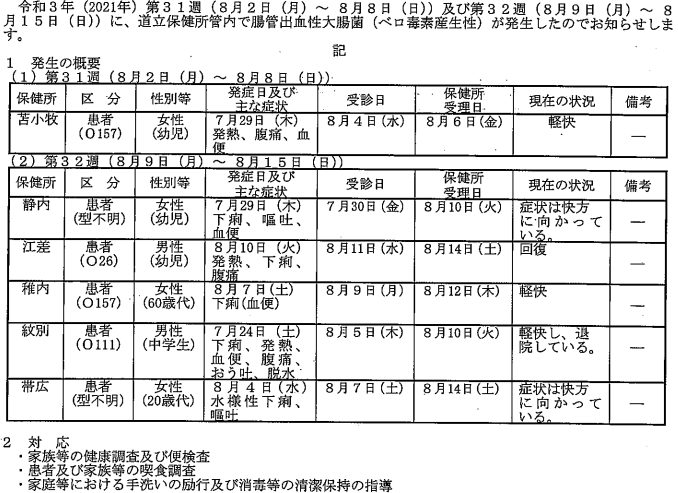 令和３年（2021年）第３１週（８月２日（月）～ ８月８日（日））及び第３２週（８月９日（月）～ ８
月１５日（日））に、道立保健所管内で腸管出血性大腸菌（ベロ毒素産生性）が発生したのでお知らせしま
す。
記
１ 発生の概要
（１）第３１週（８月２日（月）～ ８月８日（日））
保健所 区 分 性別等 発症日及び主な症状 受診日 保健所受理日 現在の状況 備考
苫小牧 患者（O157） 女性（幼児） ７月29日（木）発熱、腹痛、血便 ８月４日（水） ８月６日（金） 軽快 ―
（２）第３２週（８月９日（月）～ ８月１５日（日））
保健所 区 分 性別等 発症日及び主な症状 受診日 保健所受理日 現在の状況 備考
静内 患者（型不明） 女性（幼児） ７月29日（木）下痢、嘔吐、血便 ７月30日（金） ８月10日（火） 症状は快方に向かっている。 ―
江差 患者（O26） 男性（幼児） ８月10日（火）発熱、下痢、腹痛 ８月11日（水） ８月14日（土） 回復 ―
稚内 患者（O157） 女性（60歳代） ８月７日（土）下痢（血便） ８月９日（月） ８月12日（木） 軽快 ―
紋別 患者（O111） 男性（中学生） ７月24日（土）下痢、発熱、血便、腹痛、おう吐、脱水 ８月５日（木） ８月10日（火） 軽快し、退院している。 ―
帯広 患者（型不明） 女性（20歳代） ８月４日（水）水様性下痢、嘔吐 ８月７日（土） ８月14日（土） 症状は快方に向かっている。 ―
２ 対 応
・家族等の健康調査及び便検査
・患者及び家族等の喫食調査
・家庭等における手洗いの励行及び消毒等の清潔保持の指導